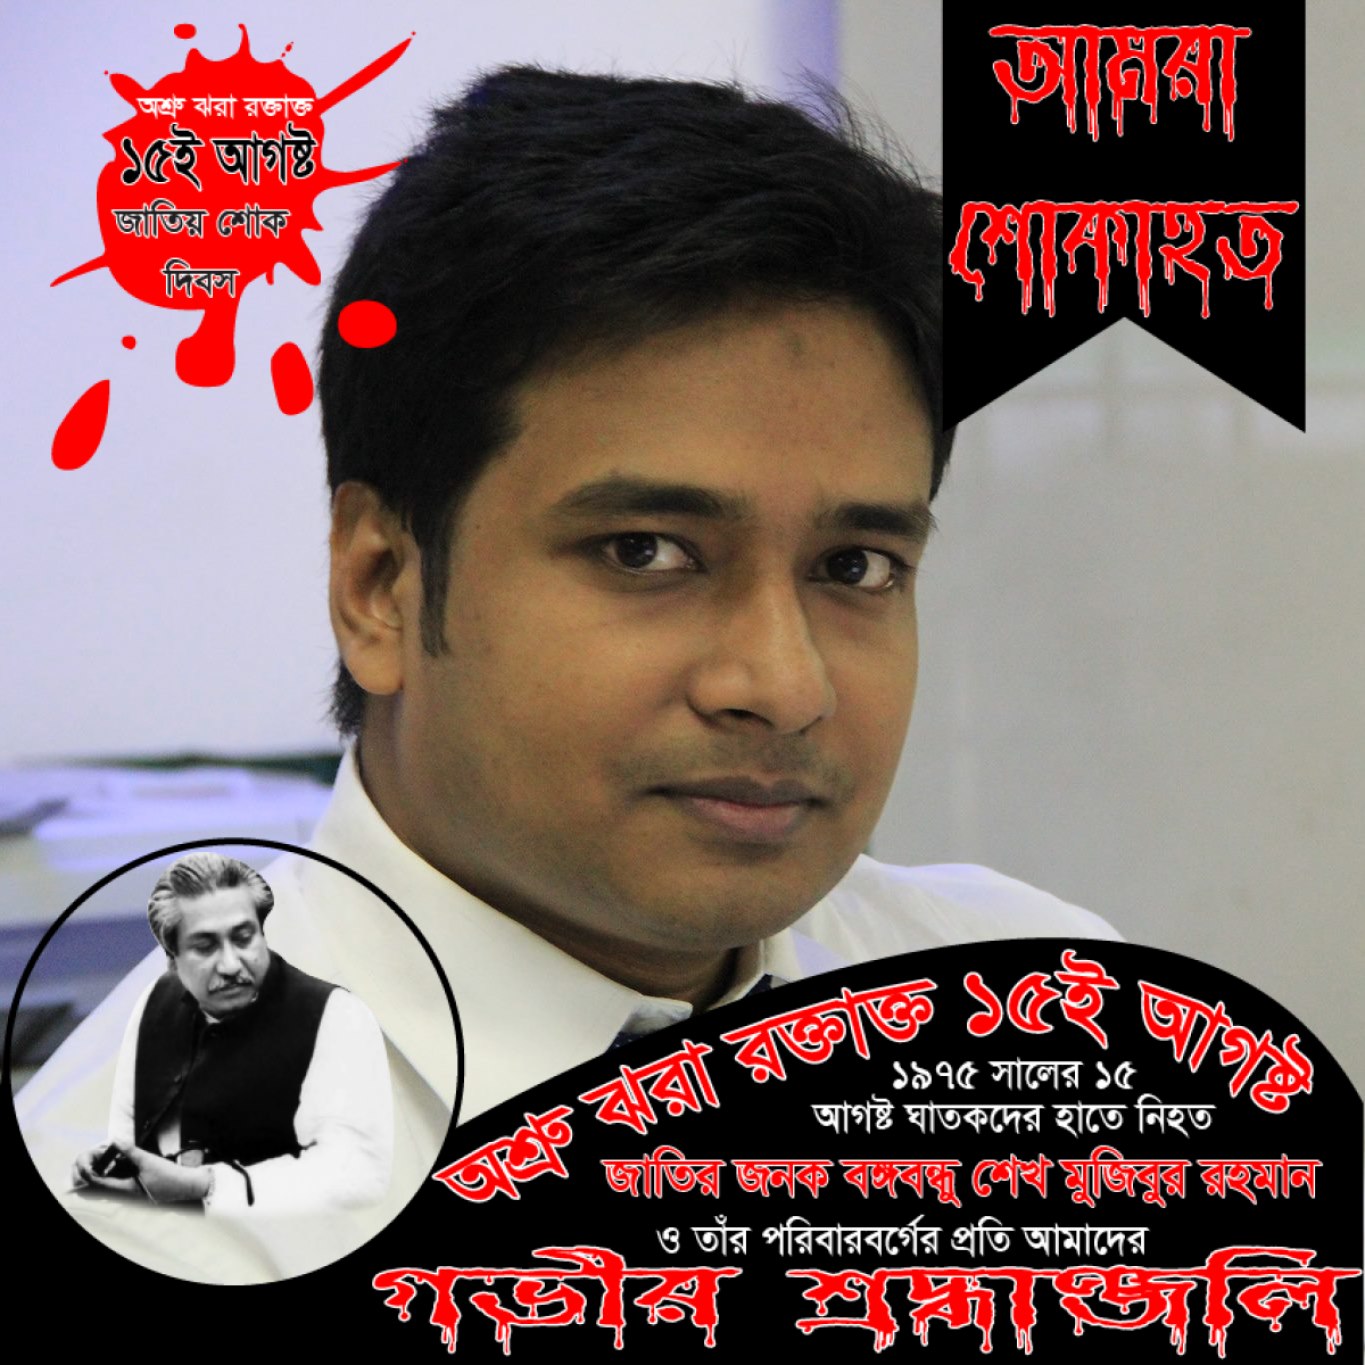 অশ্রু ঝরা রক্তাক্ত
১৫ই আগষ্ট
জাতিয় শোক
দিবস
আমরা
শোকাহত
অশ্রু ঝরা রক্তাক্ত ১৫ই আগষ্ট
১৯৭৫ সালের ১৫
আগষ্ট ঘাতকদের হাতে নিহত
জাতির জনক বঙ্গবন্ধু শেখ মুজিবুর রহমান
ও তাঁর পরিবারবর্গের প্রতি আমাদের
গভীর শ্রদ্ধাঞ্জলি